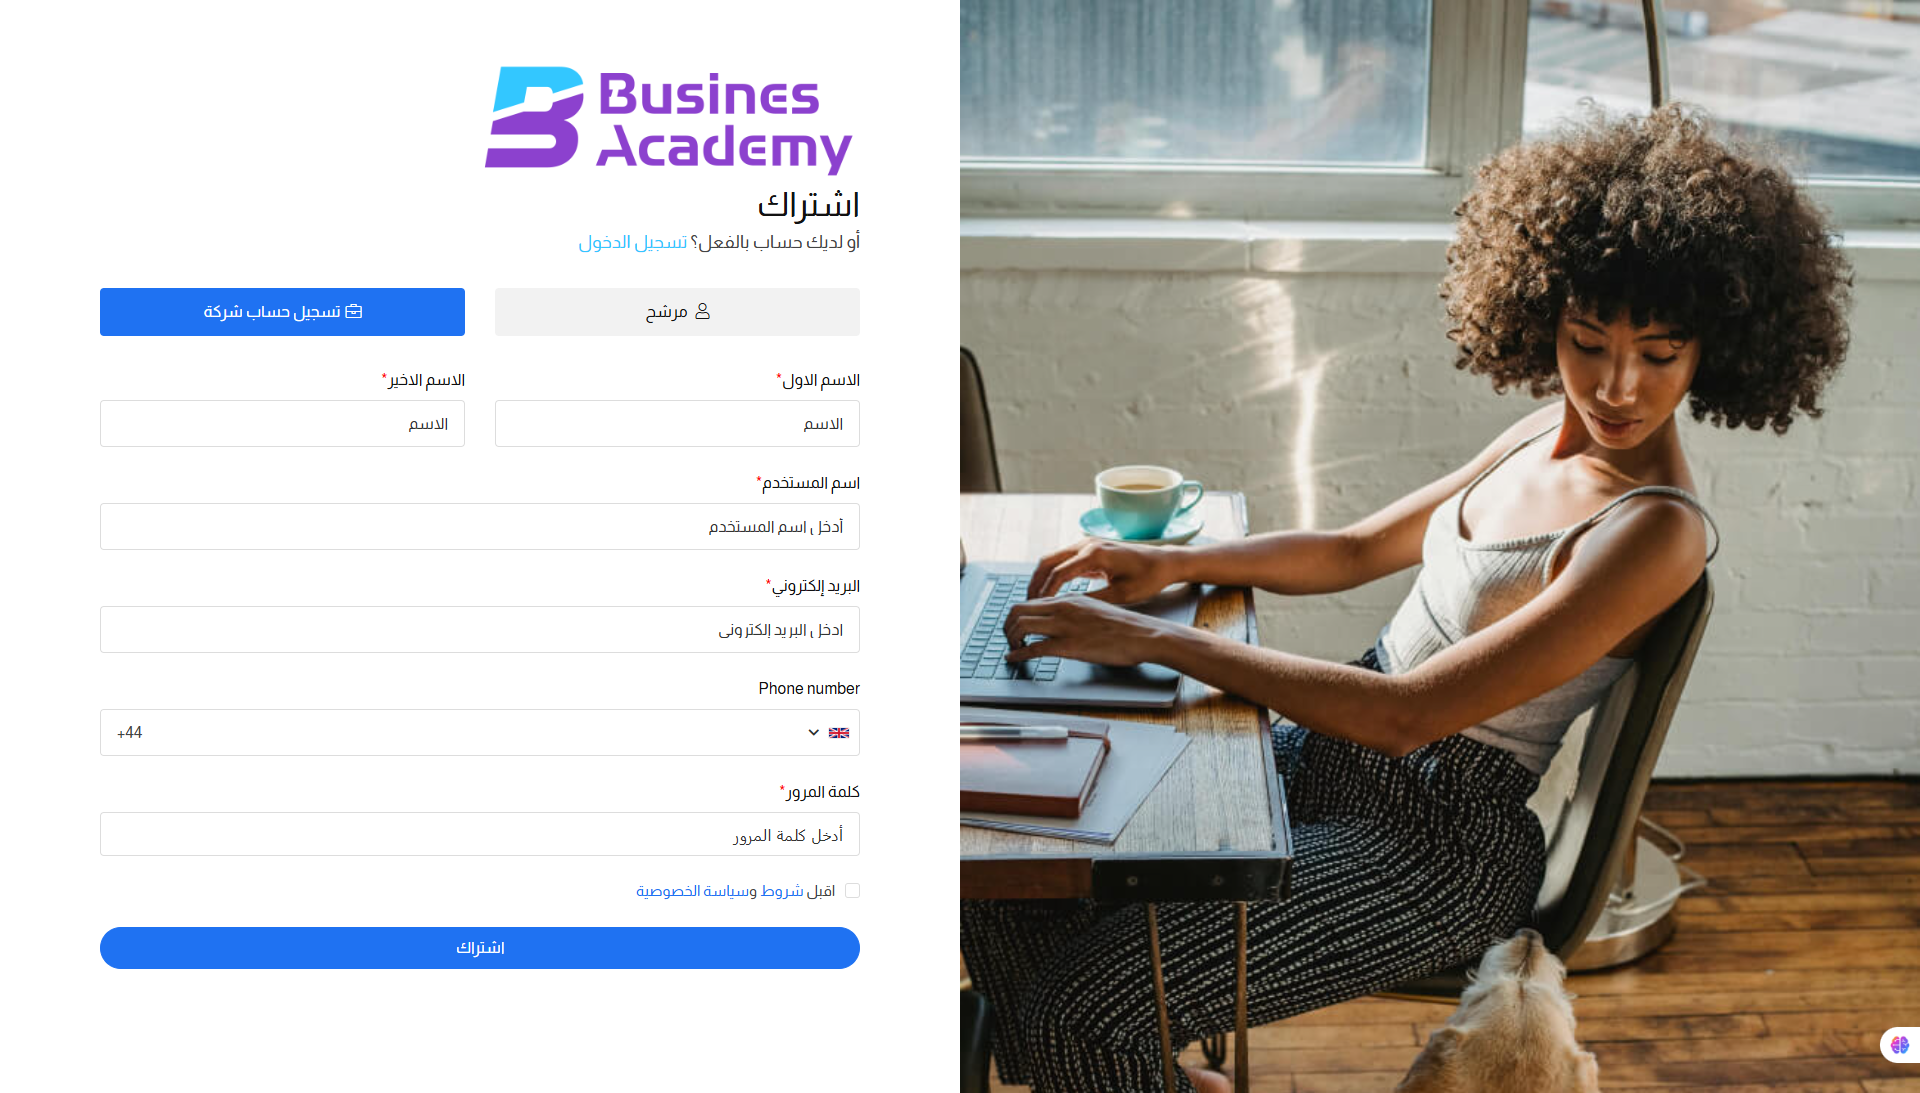 Busines
Academy
اشتراك
أو لديك حساب بالفعل؟ تسجيل الدخول
مرشح
تسجيل حساب شركة
الاسم الاول*
الاسم الاخير*
الاسم
الاسم
اسم المستخدم*
أدخل اسم المستخدم
البريد إلكتروني*
ادخل البريد إلكتروني
Phone number
+44
كلمة المرور*
أدخل كلمة المرور
اقبل شروط وسياسة الخصوصية
اشتراك